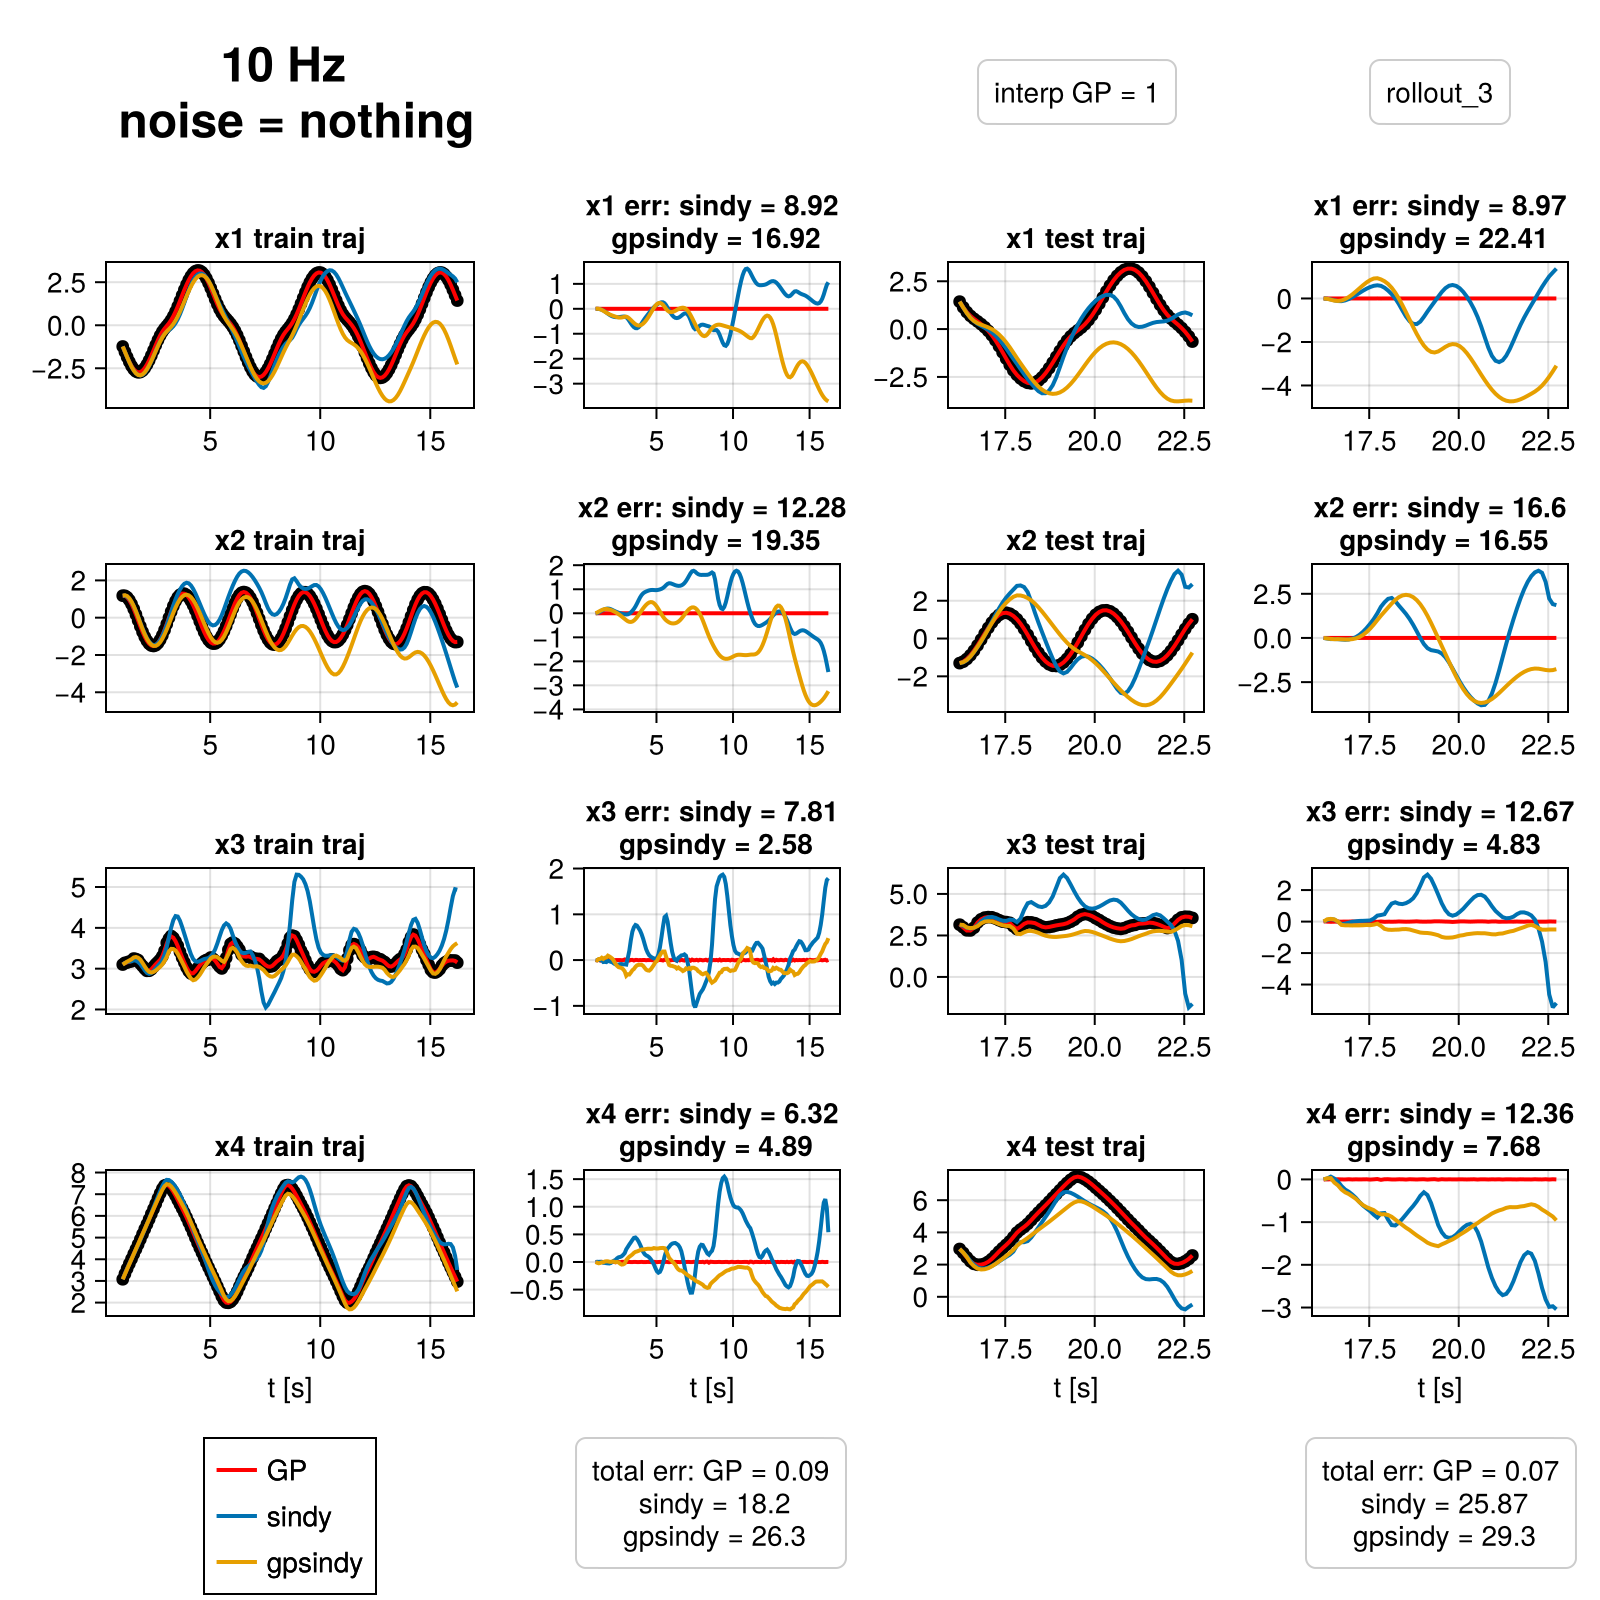 10 Hz
noise = nothing
interp GP = 1
rollout_3
x1 train traj
2.5
0.0
−2.5
5
10
15
x1 err: sindy = 8.92
gpsindy = 16.92
1
0
−1
−2
−3
5
10
15
x1 test traj
2.5
0.0
−2.5
17.5
20.0
22.5
x1 err: sindy = 8.97
gpsindy = 22.41
0
−2
−4
17.5
20.0
22.5
x2 train traj
2
0
−2
−4
5
10
15
x2 err: sindy = 12.28
gpsindy = 19.35
2
1
0
−1
−2
−3
−4
5
10
15
x2 test traj
2
0
−2
17.5
20.0
22.5
x2 err: sindy = 16.6
gpsindy = 16.55
2.5
0.0
−2.5
17.5
20.0
22.5
x3 train traj
5
4
3
2
5
10
15
x3 err: sindy = 7.81
gpsindy = 2.58
2
1
0
−1
5
10
15
x3 test traj
5.0
2.5
0.0
17.5
20.0
22.5
x3 err: sindy = 12.67
gpsindy = 4.83
2
0
−2
−4
17.5
20.0
22.5
x4 train traj
8
7
6
5
4
3
2
5
10
15
t [s]
x4 err: sindy = 6.32
gpsindy = 4.89
1.5
1.0
0.5
0.0
−0.5
5
10
15
t [s]
x4 test traj
6
4
2
0
17.5
20.0
22.5
t [s]
x4 err: sindy = 12.36
gpsindy = 7.68
0
−1
−2
−3
17.5
20.0
22.5
t [s]
GP
sindy
gpsindy
total err: GP = 0.09
sindy = 18.2
gpsindy = 26.3
total err: GP = 0.07
sindy = 25.87
gpsindy = 29.3